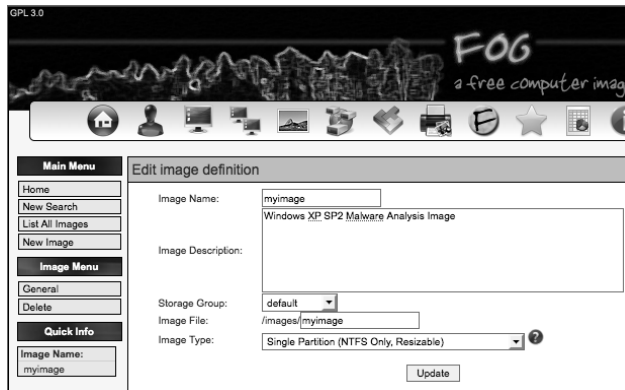 GPL 3.0
FOG
a free computer imag
Main Menu
Home
New Search
List All Images
New Image
Image Menu
General
Delete
Quick Info
Image Name:
myimage
Edit image definition
Image Name: myimage
Image Description: Windows XP SP2 Malware Analysis Image
Storage Group: default
Image File: /images/myimage
Image Type: Single Partition (NTFS Only, Resizable)
Update